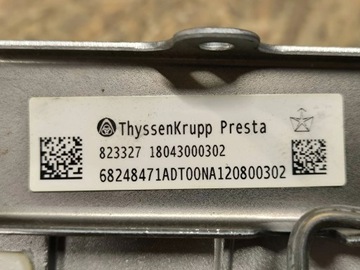 ThyssenKrupp Presta
823327 18043000302
68248471ADT00NA120800302